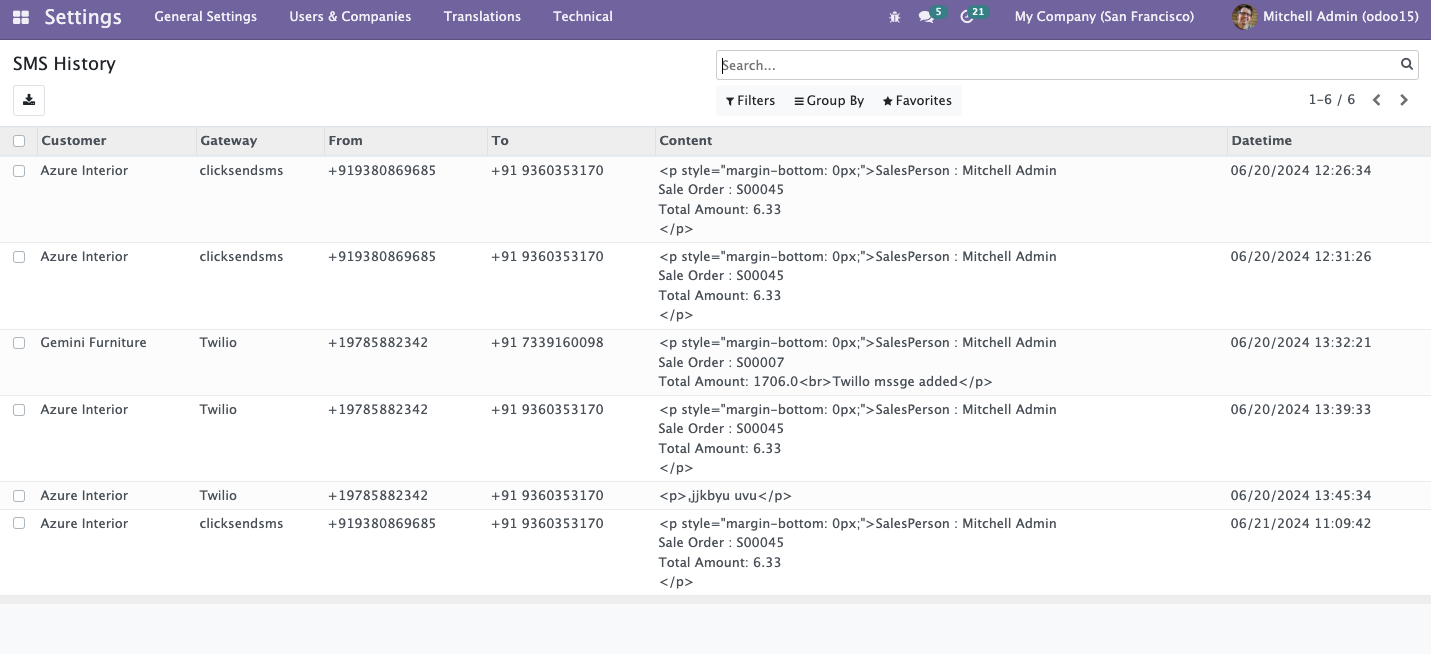 Settings General Settings Users & Companies Translations Technical 5 21 My Company (San Francisco) Mitchell Admin (odoo15)
SMS History
Search...
Filters Group By Favorites 1-6 / 6
Customer Gateway From To Content Datetime
Azure Interior clicksendsms +919380869685 +91 9360353170 <p style="margin-bottom: 0px;">SalesPerson : Mitchell Admin 06/20/2024 12:26:34
Sale Order : S00045
Total Amount: 6.33
</p>
Azure Interior clicksendsms +919380869685 +91 9360353170 <p style="margin-bottom: 0px;">SalesPerson : Mitchell Admin 06/20/2024 12:31:26
Sale Order : S00045
Total Amount: 6.33
</p>
Gemini Furniture Twilio +19785882342 +91 7339160098 <p style="margin-bottom: 0px;">SalesPerson : Mitchell Admin 06/20/2024 13:32:21
Sale Order : S00007
Total Amount: 1706.0<br>Twillo mssge added</p>
Azure Interior Twilio +19785882342 +91 9360353170 <p style="margin-bottom: 0px;">SalesPerson : Mitchell Admin 06/20/2024 13:39:33
Sale Order : S00045
Total Amount: 6.33
</p>
Azure Interior Twilio +19785882342 +91 9360353170 <p>,jjkbyu uvu</p> 06/20/2024 13:45:34
Azure Interior clicksendsms +919380869685 +91 9360353170 <p style="margin-bottom: 0px;">SalesPerson : Mitchell Admin 06/21/2024 11:09:42
Sale Order : S00045
Total Amount: 6.33
</p>